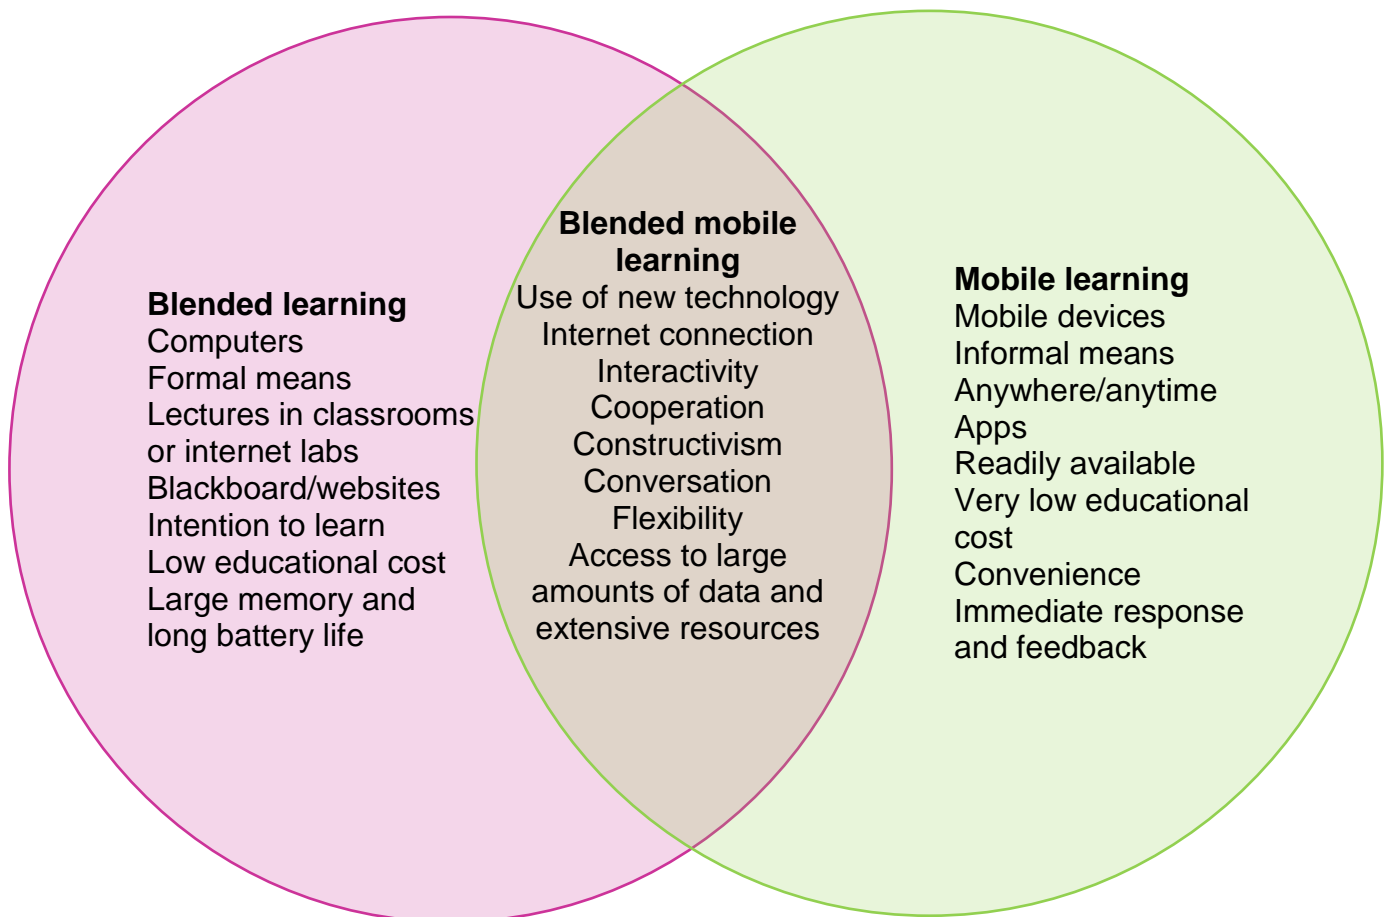 Blended learning
Computers
Formal means
Lectures in classrooms
or internet labs
Blackboard/websites
Intention to learn
Low educational cost
Large memory and
long battery life
Blended mobile
learning
Use of new technology
Internet connection
Interactivity
Cooperation
Constructivism
Conversation
Flexibility
Access to large
amounts of data and
extensive resources
Mobile learning
Mobile devices
Informal means
Anywhere/anytime
Apps
Readily available
Very low educational
cost
Convenience
Immediate response
and feedback